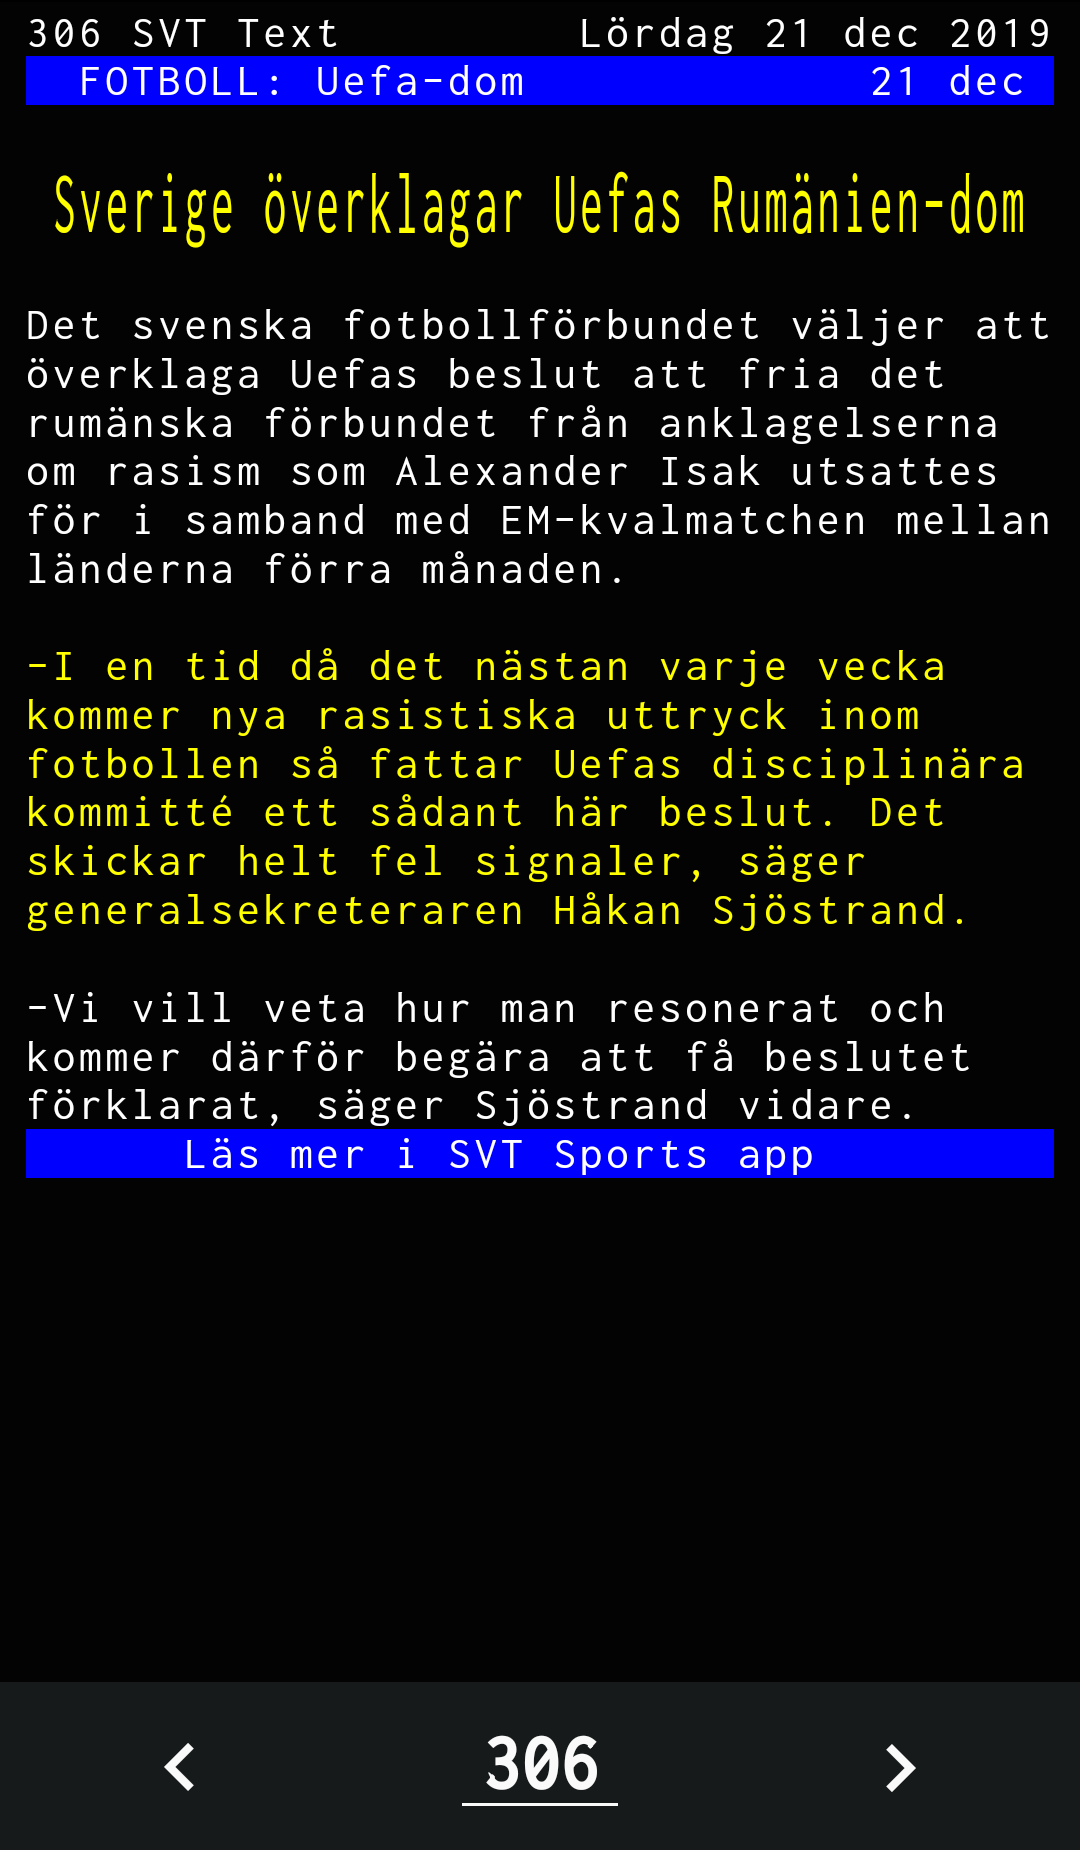 306 SVT Text Lördag 21 dec 2019
FOTBOLL: Uefa-dom 21 dec
Sverige överklagar Uefas Rumänien-dom
Det svenska fotbollförbundet väljer att
överklaga Uefas beslut att fria det
rumänska förbundet från anklagelserna
om rasism som Alexander Isak utsattes
för i samband med EM-kvalmatchen mellan
länderna förra månaden.
-I en tid då det nästan varje vecka
kommer nya rasistiska uttryck inom
fotbollen så fattar Uefas disciplinära
kommitté ett sådant här beslut. Det
skickar helt fel signaler, säger
generalsekreteraren Håkan Sjöstrand.
-Vi vill veta hur man resonerat och
kommer därför begära att få beslutet
förklarat, säger Sjöstrand vidare.
Läs mer i SVT Sports app
306